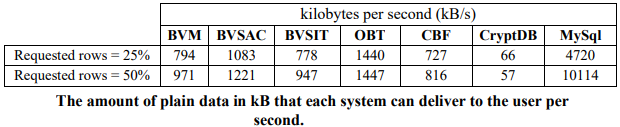 kilobytes per second (kB/s)
BVM BVSAC BVSIT OBT CBF CryptDB MySql
Requested rows = 25% 794 1083 778 1440 727 66 4720
Requested rows = 50% 971 1221 947 1447 816 57 10114
The amount of plain data in kB that each system can deliver to the user per
second.